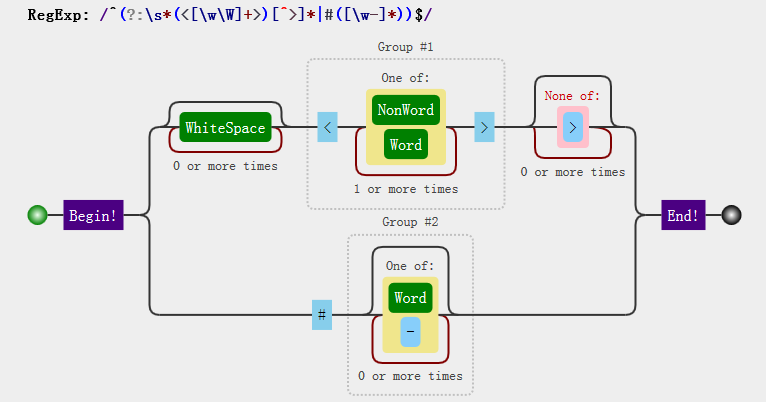 RegExp: /^(?:\s*(<[\w\W]+>)[^>]*|#([\w-]*))$/
Group #1
One of:
None of:
NonWord
WhiteSpace
<
>
>
Word
0 or more times
0 or more times
1 or more times
Begin!
End!
Group #2
One of:
Word
#
-
0 or more times